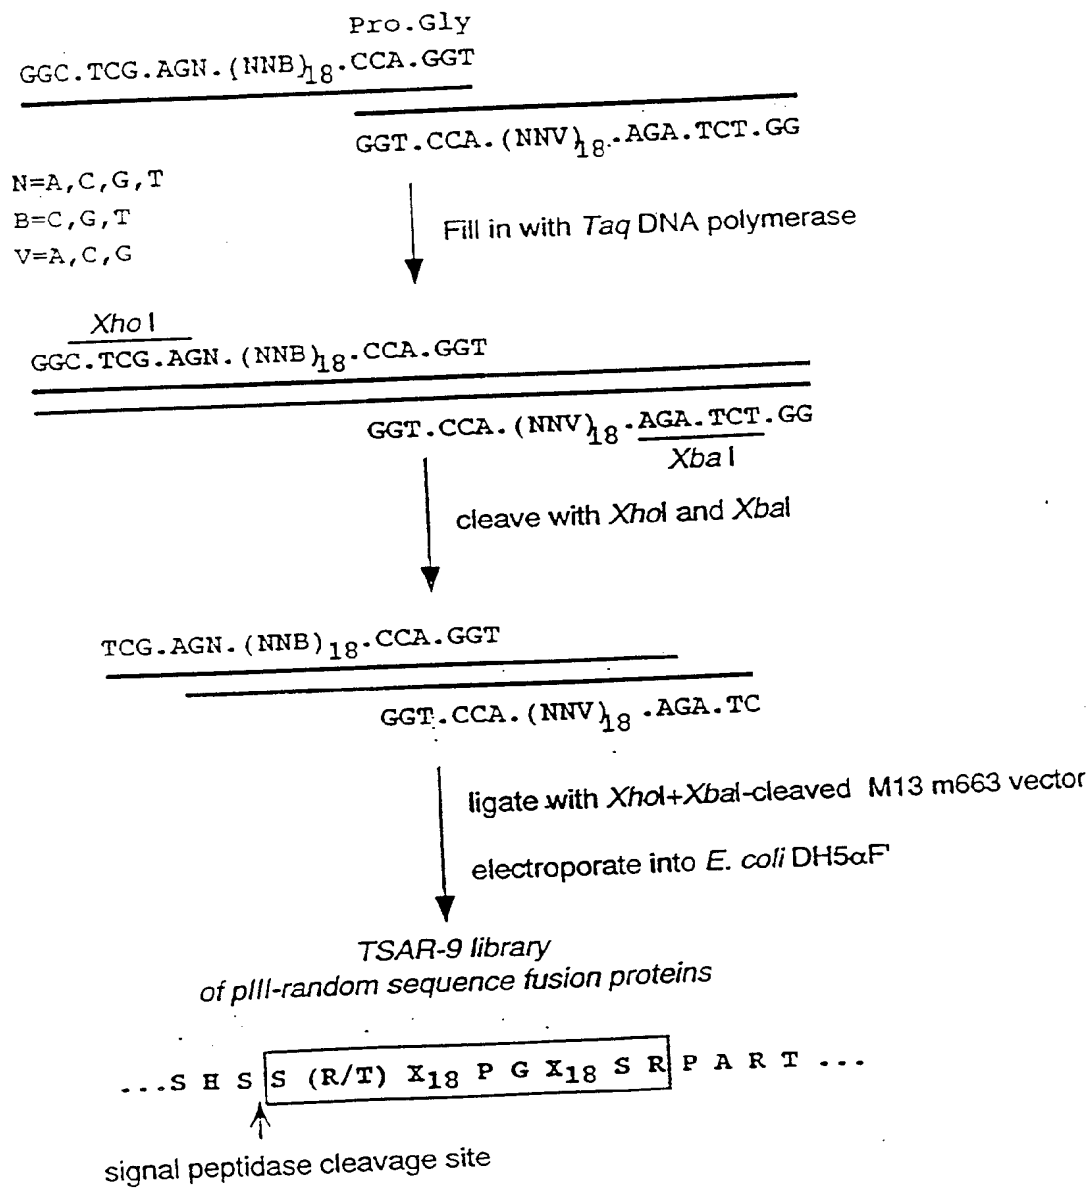 Pro.Gly
GGC.TCG.AGN.(NNB)18.CCA.GGT
GGT.CCA.(NNV)18.AGA.TCT.GG
N=A,C,G,T
B=C,G,T
V=A,C,G
Fill in with Taq DNA polymerase
Xho I
GGC.TCG.AGN.(NNB)18.CCA.GGT
GGT.CCA.(NNV)18.AGA.TCT.GG
Xba I
cleave with XhoI and XbaI
TCG.AGN.(NNB)18.CCA.GGT
GGT.CCA.(NNV)18.AGA.TC
ligate with XhoI+XbaI-cleaved M13 m663 vector
electroporate into E. coli DH5αF'
TSAR-9 library
of pIII-random sequence fusion proteins
...S H S S (R/T) X18 P G X18 S R P A R T ...
signal peptidase cleavage site